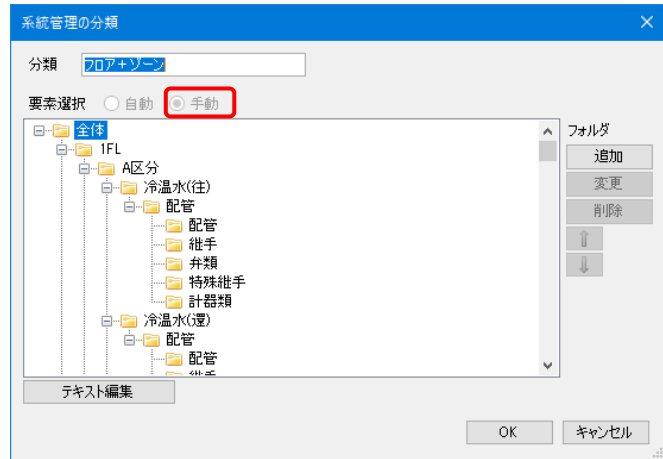 系統管理の分類
分類 フロア+ゾーン
要素選択 自動 手動
全体
1FL
A区分
冷温水(往)
配管
配管
継手
弁類
特殊継手
計器類
冷温水(還)
配管
配管
継手
フォルダ
追加
変更
削除
テキスト編集
OK キャンセル